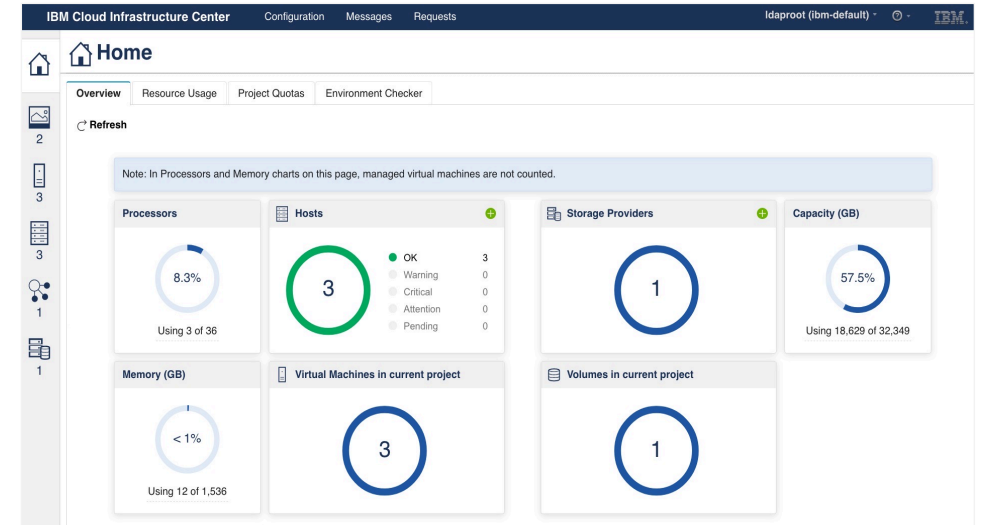 IBM Cloud Infrastructure Center Configuration Messages Requests ldaproot (ibm-default) IBM.
Home
Overview Resource Usage Project Quotas Environment Checker
Refresh
2
3
3
1
1
Note: In Processors and Memory charts on this page, managed virtual machines are not counted.
Processors
8.3%
Using 3 of 36
Hosts
3
OK 3
Warning 0
Critical 0
Attention 0
Pending 0
Storage Providers
1
Capacity (GB)
57.5%
Using 18,629 of 32,349
Memory (GB)
< 1%
Using 12 of 1,536
Virtual Machines in current project
3
Volumes in current project
1